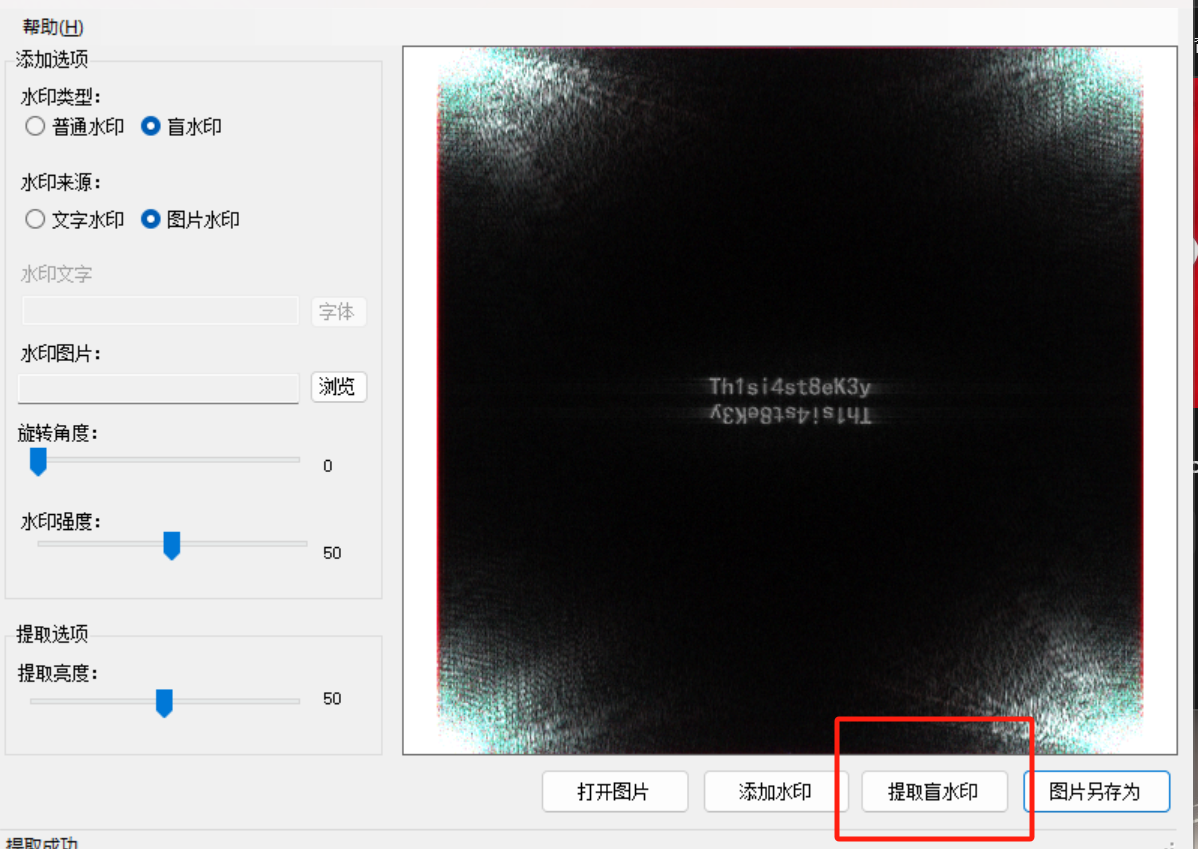 帮助(H)
添加选项
水印类型：
普通水印 盲水印
水印来源：
文字水印 图片水印
水印文字
字体
水印图片：
浏览
旋转角度：
0
水印强度：
50
提取选项
提取亮度：
50
Th1si4st8eK3y
Th1si4st8eK3y
打开图片 添加水印 提取盲水印 图片另存为
提取成功